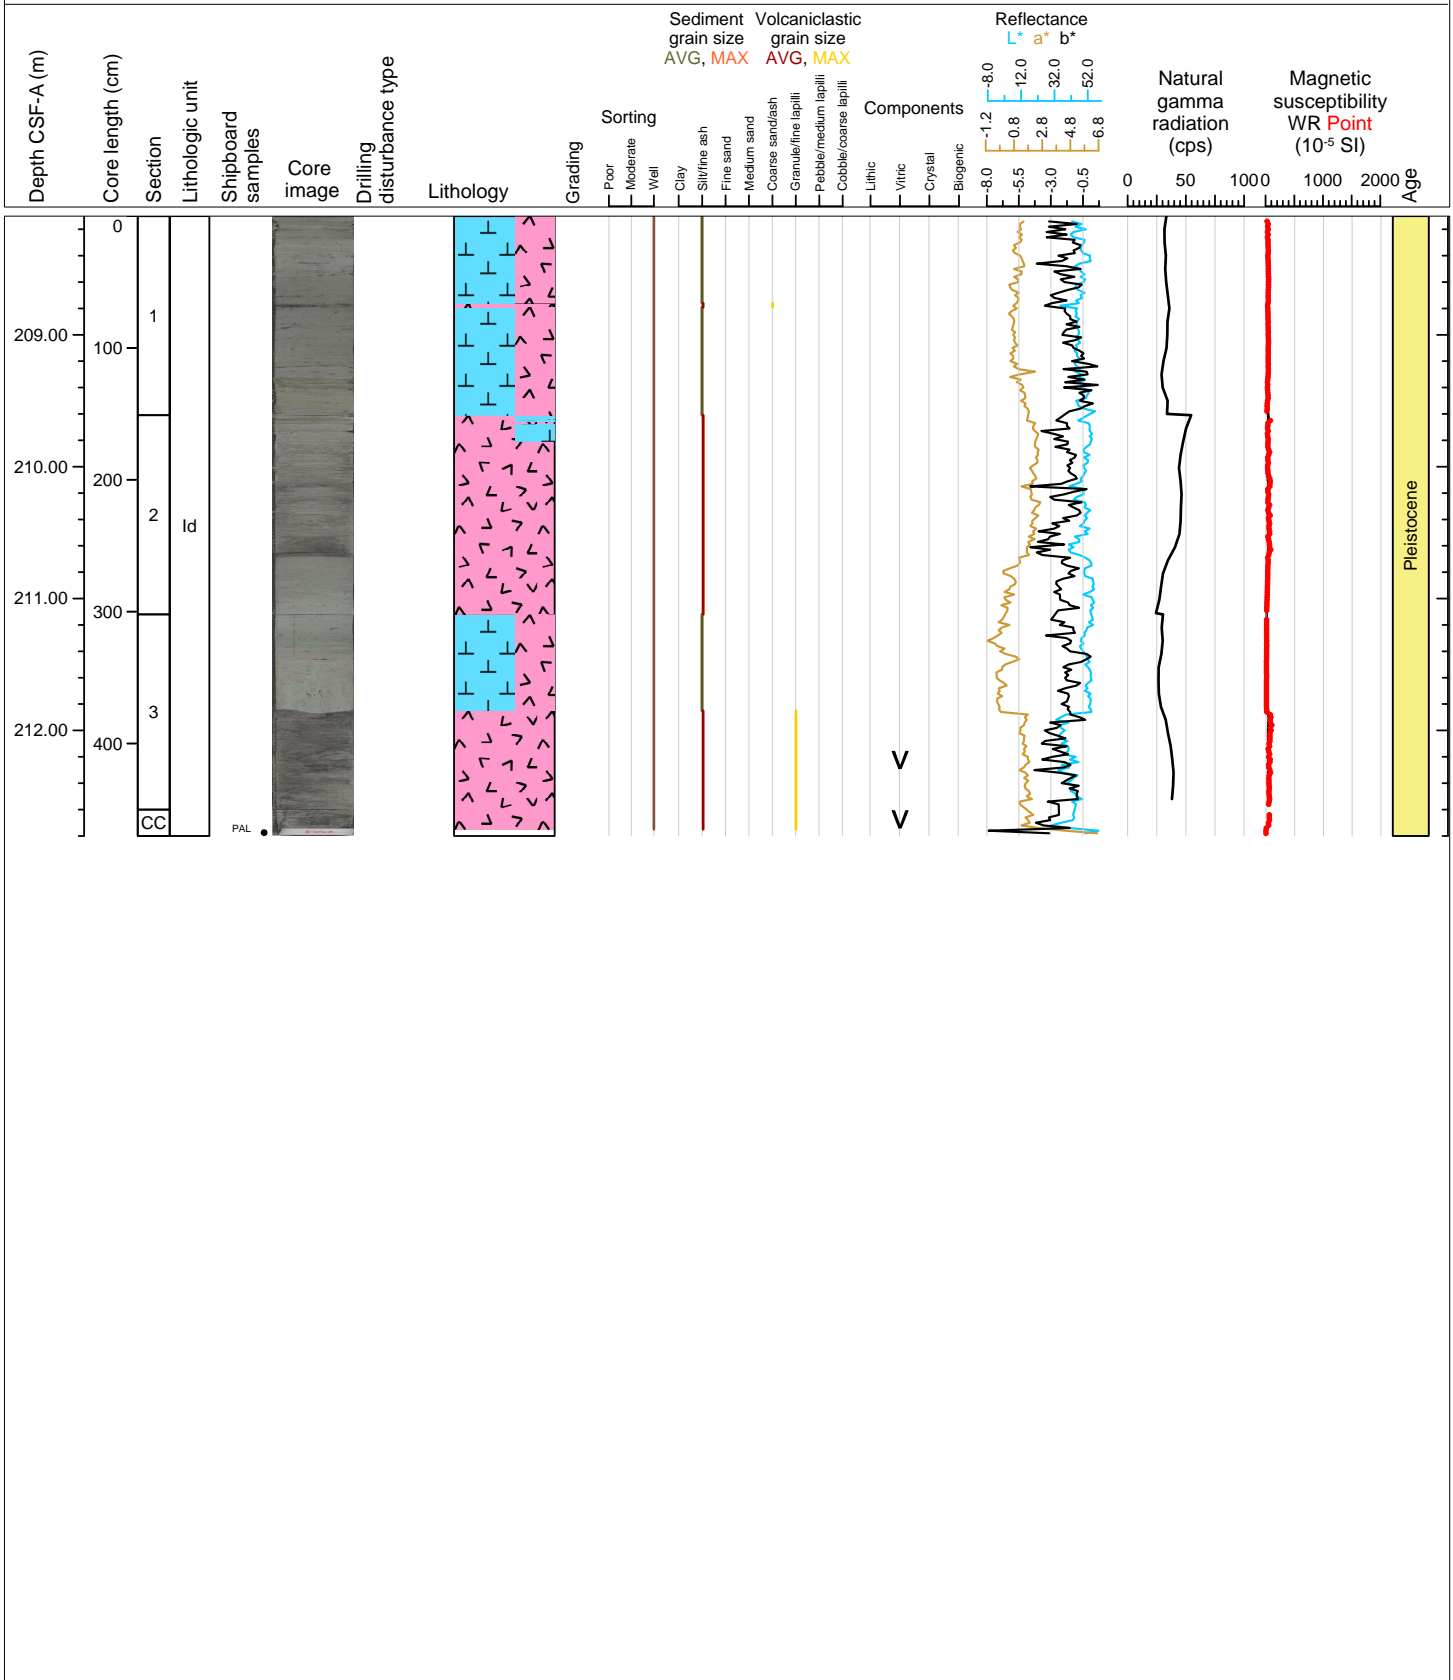 Depth CSF-A (m)
Core length (cm)
Section
Lithologic unit
Shipboard
samples
Core
image
Drilling
disturbance type
Lithology
Grading
Sorting
Poor
Moderate
Well
Sediment
grain size
AVG, MAX
Volcaniclastic
grain size
AVG, MAX
Clay
Silt/fine ash
Fine sand
Medium sand
Coarse sand/ash
Granule/fine lapilli
Pebble/medium lapilli
Cobble/coarse lapilli
Components
Lithic
Vitric
Crystal
Biogenic
Reflectance
L* a* b*
-8.0 12.0 32.0 52.0
-1.2 0.8 2.8 4.8 6.8
-8.0 -5.5 -3.0 -0.5
Natural
gamma
radiation
(cps)
0 50 100
Magnetic
susceptibility
WR Point
(10-5 SI)
0 1000 2000
Age
0
1
209.00
100
210.00
200
2
Id
211.00
300
3
212.00
400
V
V
CC
PAL
Pleistocene